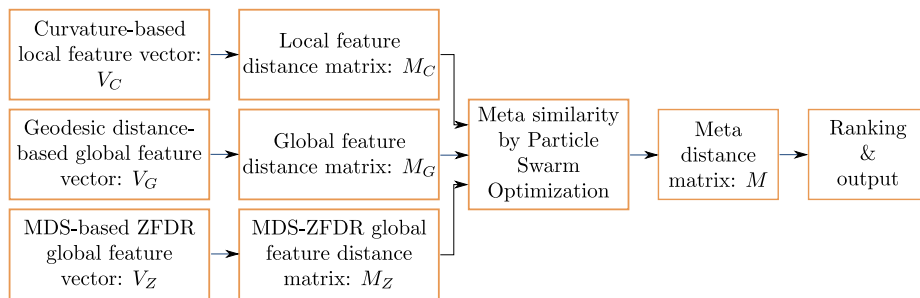 Curvature-based
local feature vector:
V_C
Local feature
distance matrix: M_C
Geodesic distance-
based global feature
vector: V_G
Global feature
distance matrix: M_G
MDS-based ZFDR
global feature
vector: V_Z
MDS-ZFDR global
feature distance
matrix: M_Z
Meta similarity
by Particle
Swarm
Optimization
Meta
distance
matrix: M
Ranking
&
output